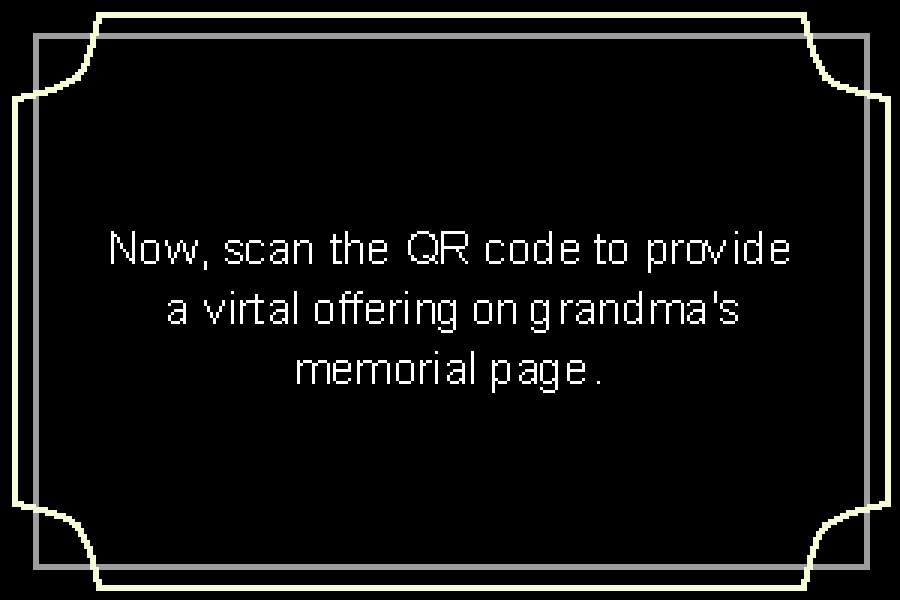 Now, scan the QR code to provide
a virtal offering on grandma's
memorial page.